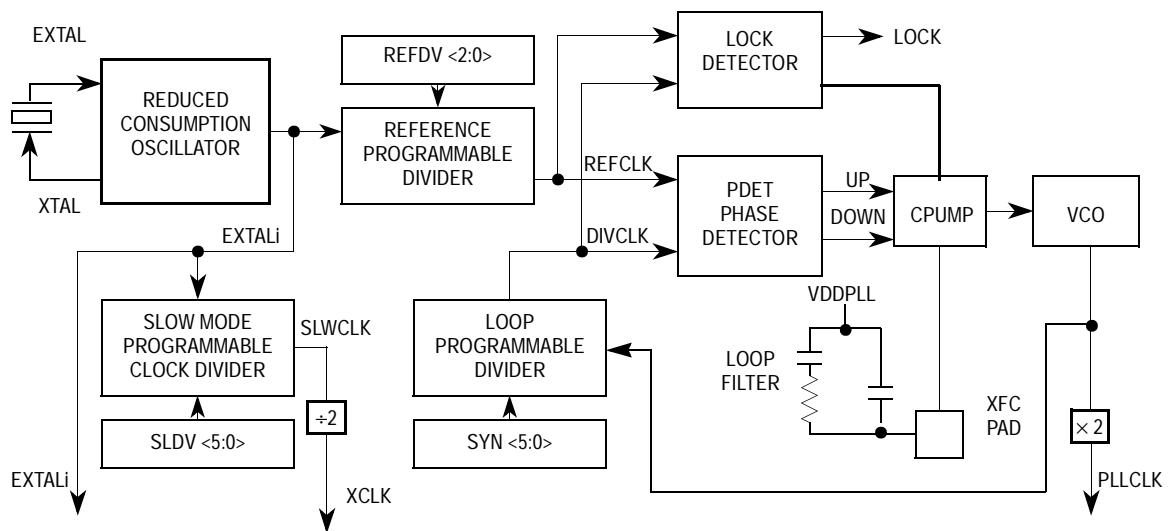 EXTAL
REDUCED
CONSUMPTION
OSCILLATOR
XTAL
REFDV <2:0>
REFERENCE
PROGRAMMABLE
DIVIDER
LOCK
DETECTOR
LOCK
REFCLK
DIVCLK
PDET
PHASE
DETECTOR
UP
DOWN
CPUMP
VCO
EXTALi
SLOW MODE
PROGRAMMABLE
CLOCK DIVIDER
SLWCLK
÷2
SLDV <5:0>
EXTALi
XCLK
LOOP
PROGRAMMABLE
DIVIDER
SYN <5:0>
VDDPLL
LOOP
FILTER
XFC
PAD
× 2
PLLCLK